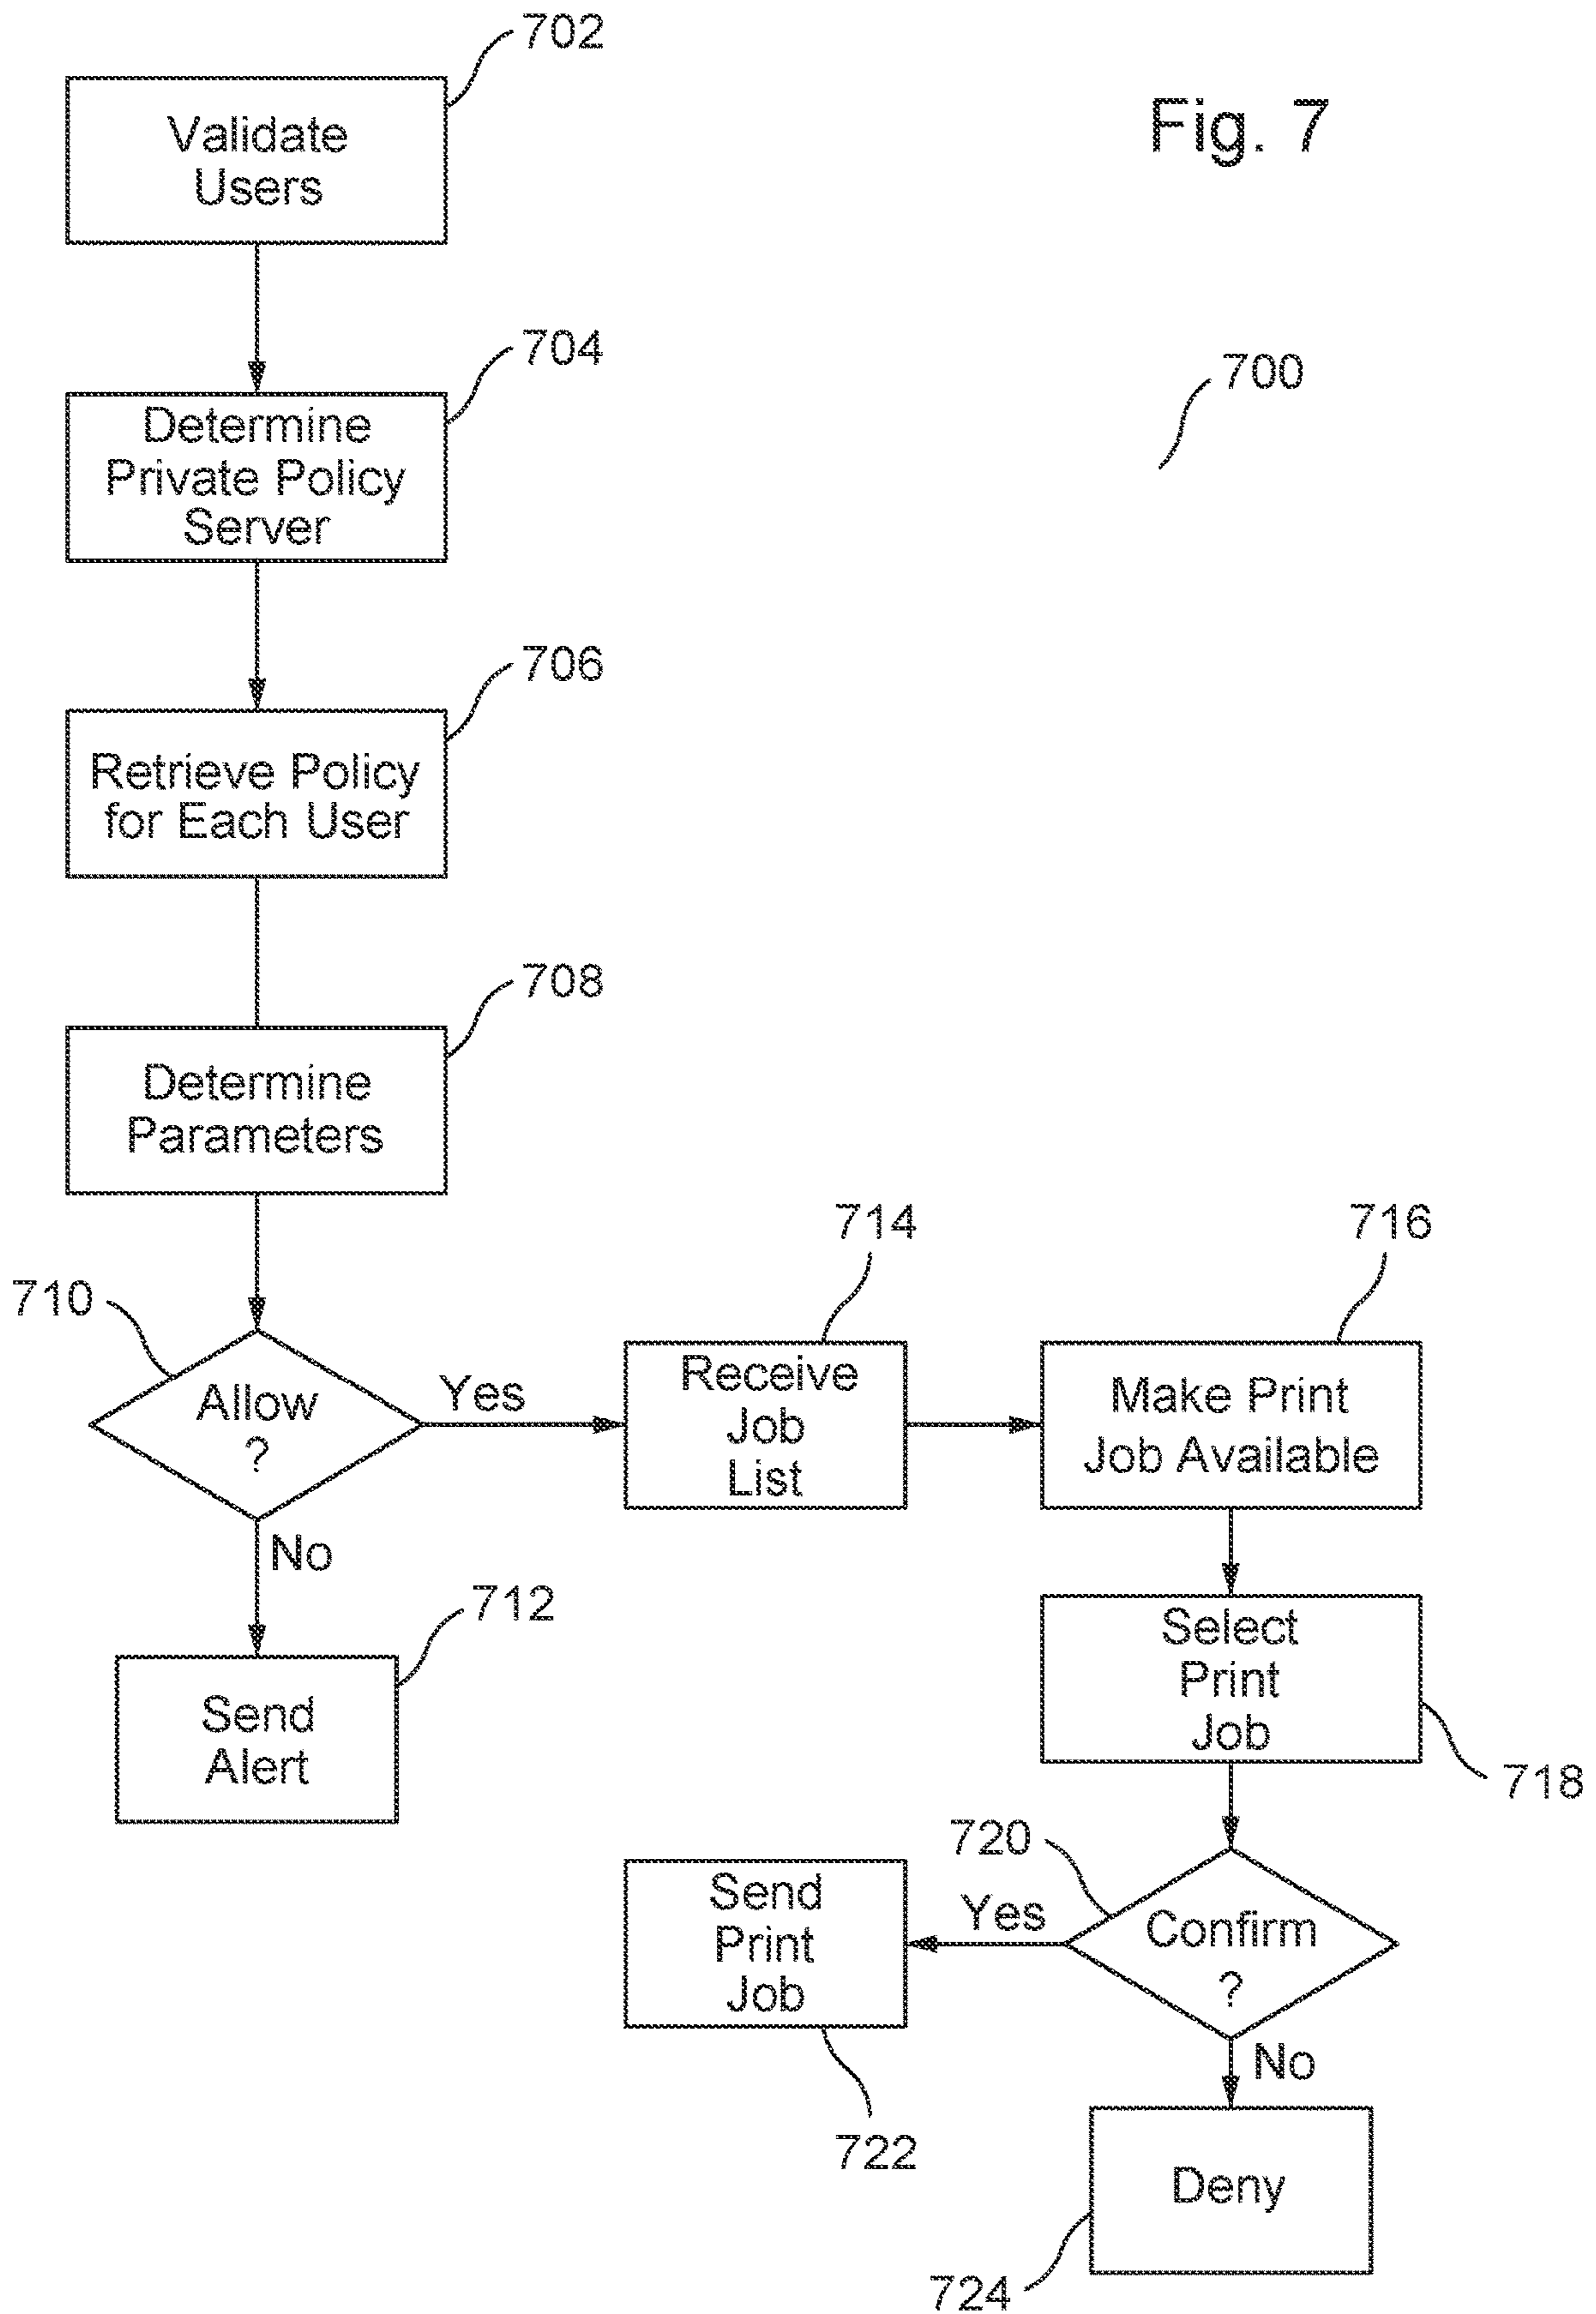 702
Validate
Users
Fig. 7
704
Determine
Private Policy
Server
700
706
Retrieve Policy
for Each User
708
Determine
Parameters
710
Allow
?
Yes
No
714
Receive
Job
List
716
Make Print
Job Available
712
Send
Alert
Select
Print
Job
718
720
Confirm
?
Yes
No
Send
Print
Job
722
Deny
724